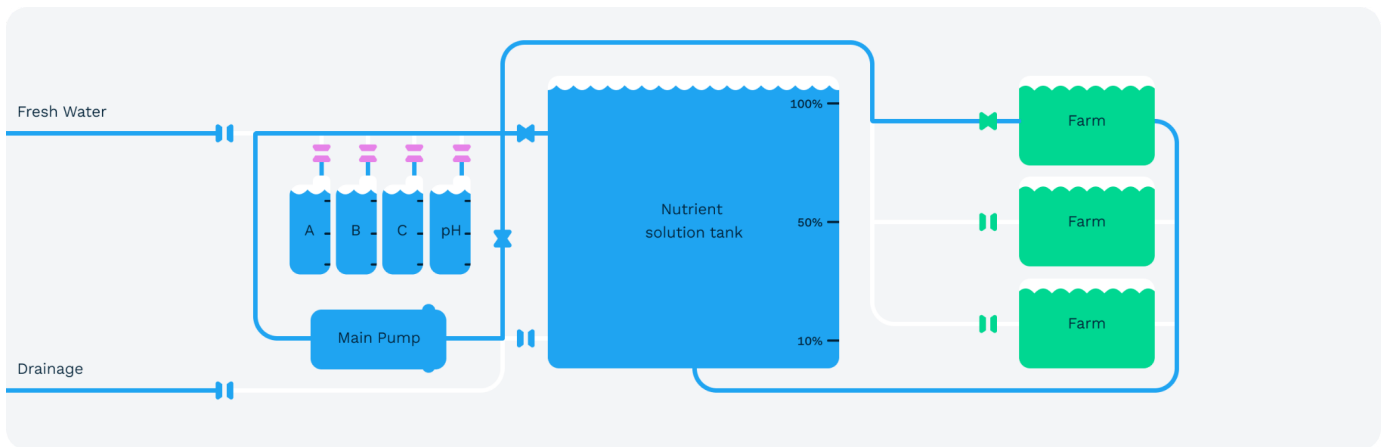 Fresh Water
A
B
C
pH
Main Pump
Drainage
Nutrient
solution tank
100%
50%
10%
Farm
Farm
Farm